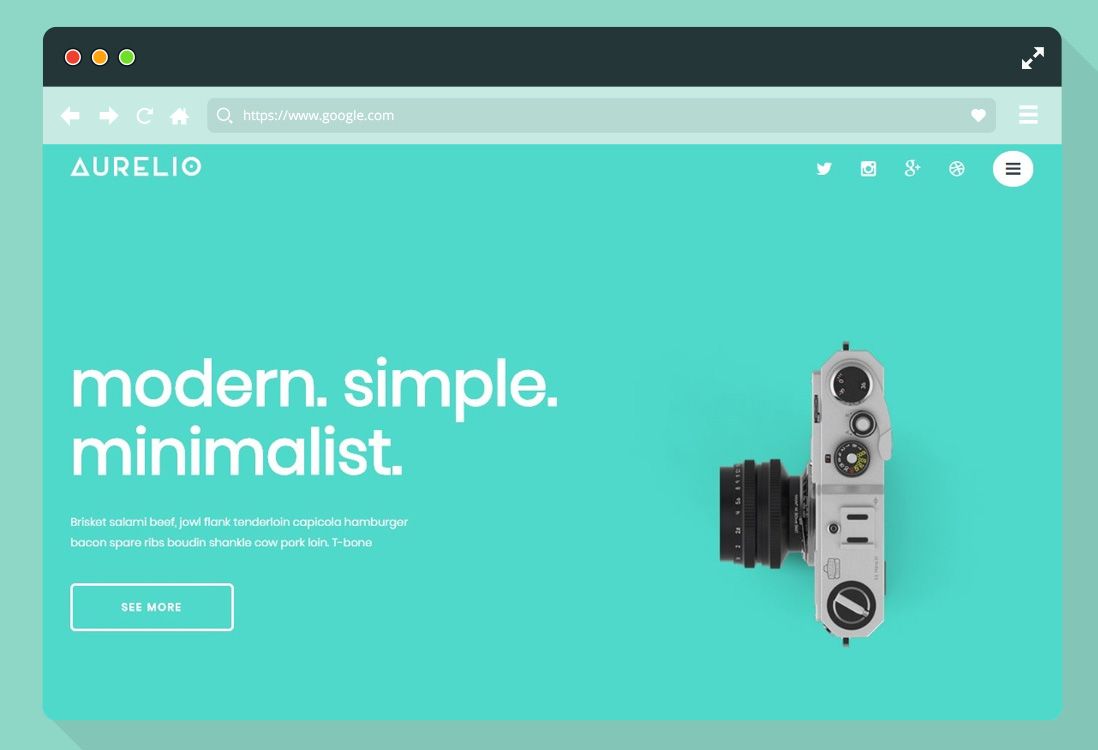 https://www.google.com
AURELIO
modern. simple.
minimalist.
Brisket salami beef, jowl flank tenderloin capicola hamburger
bacon spare ribs boudin shankle cow pork loin. T-bone
SEE MORE